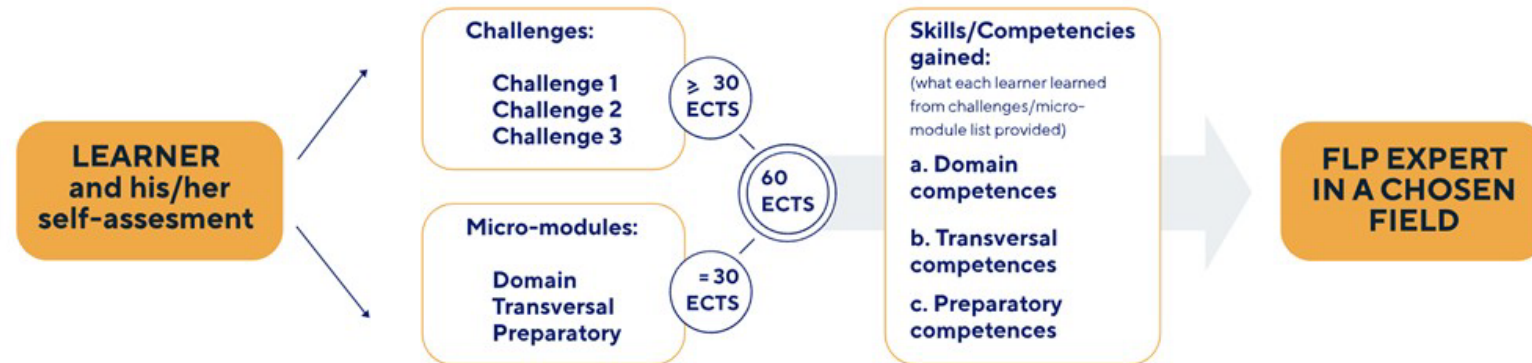 LEARNER
and his/her
self-assesment
Challenges:
Challenge 1
Challenge 2
Challenge 3
⩾ 30
ECTS
Micro-modules:
Domain
Transversal
Preparatory
= 30
ECTS
60
ECTS
Skills/Competencies
gained:
(what each learner learned
from challenges/micro-
module list provided)
a. Domain
competences
b. Transversal
competences
c. Preparatory
competences
FLP EXPERT
IN A CHOSEN
FIELD